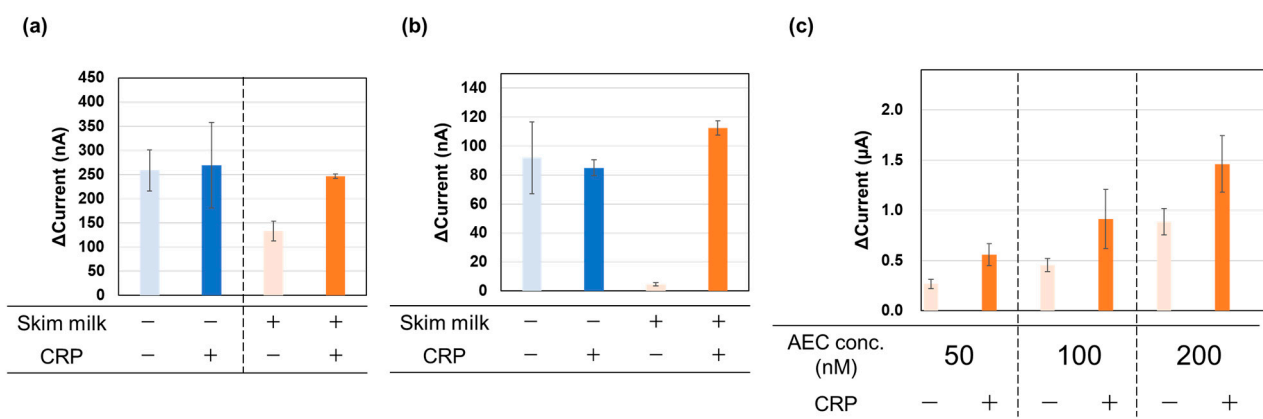 (a)
ΔCurrent (nA)
450
400
350
300
250
200
150
100
50
0
Skim milk − − + +
CRP − + − +
(b)
ΔCurrent (nA)
140
120
100
80
60
40
20
0
Skim milk − − + +
CRP − + − +
(c)
ΔCurrent (μA)
2.0
1.5
1.0
0.5
0.0
AEC conc.
(nM)
50 100 200
CRP − + − + − +